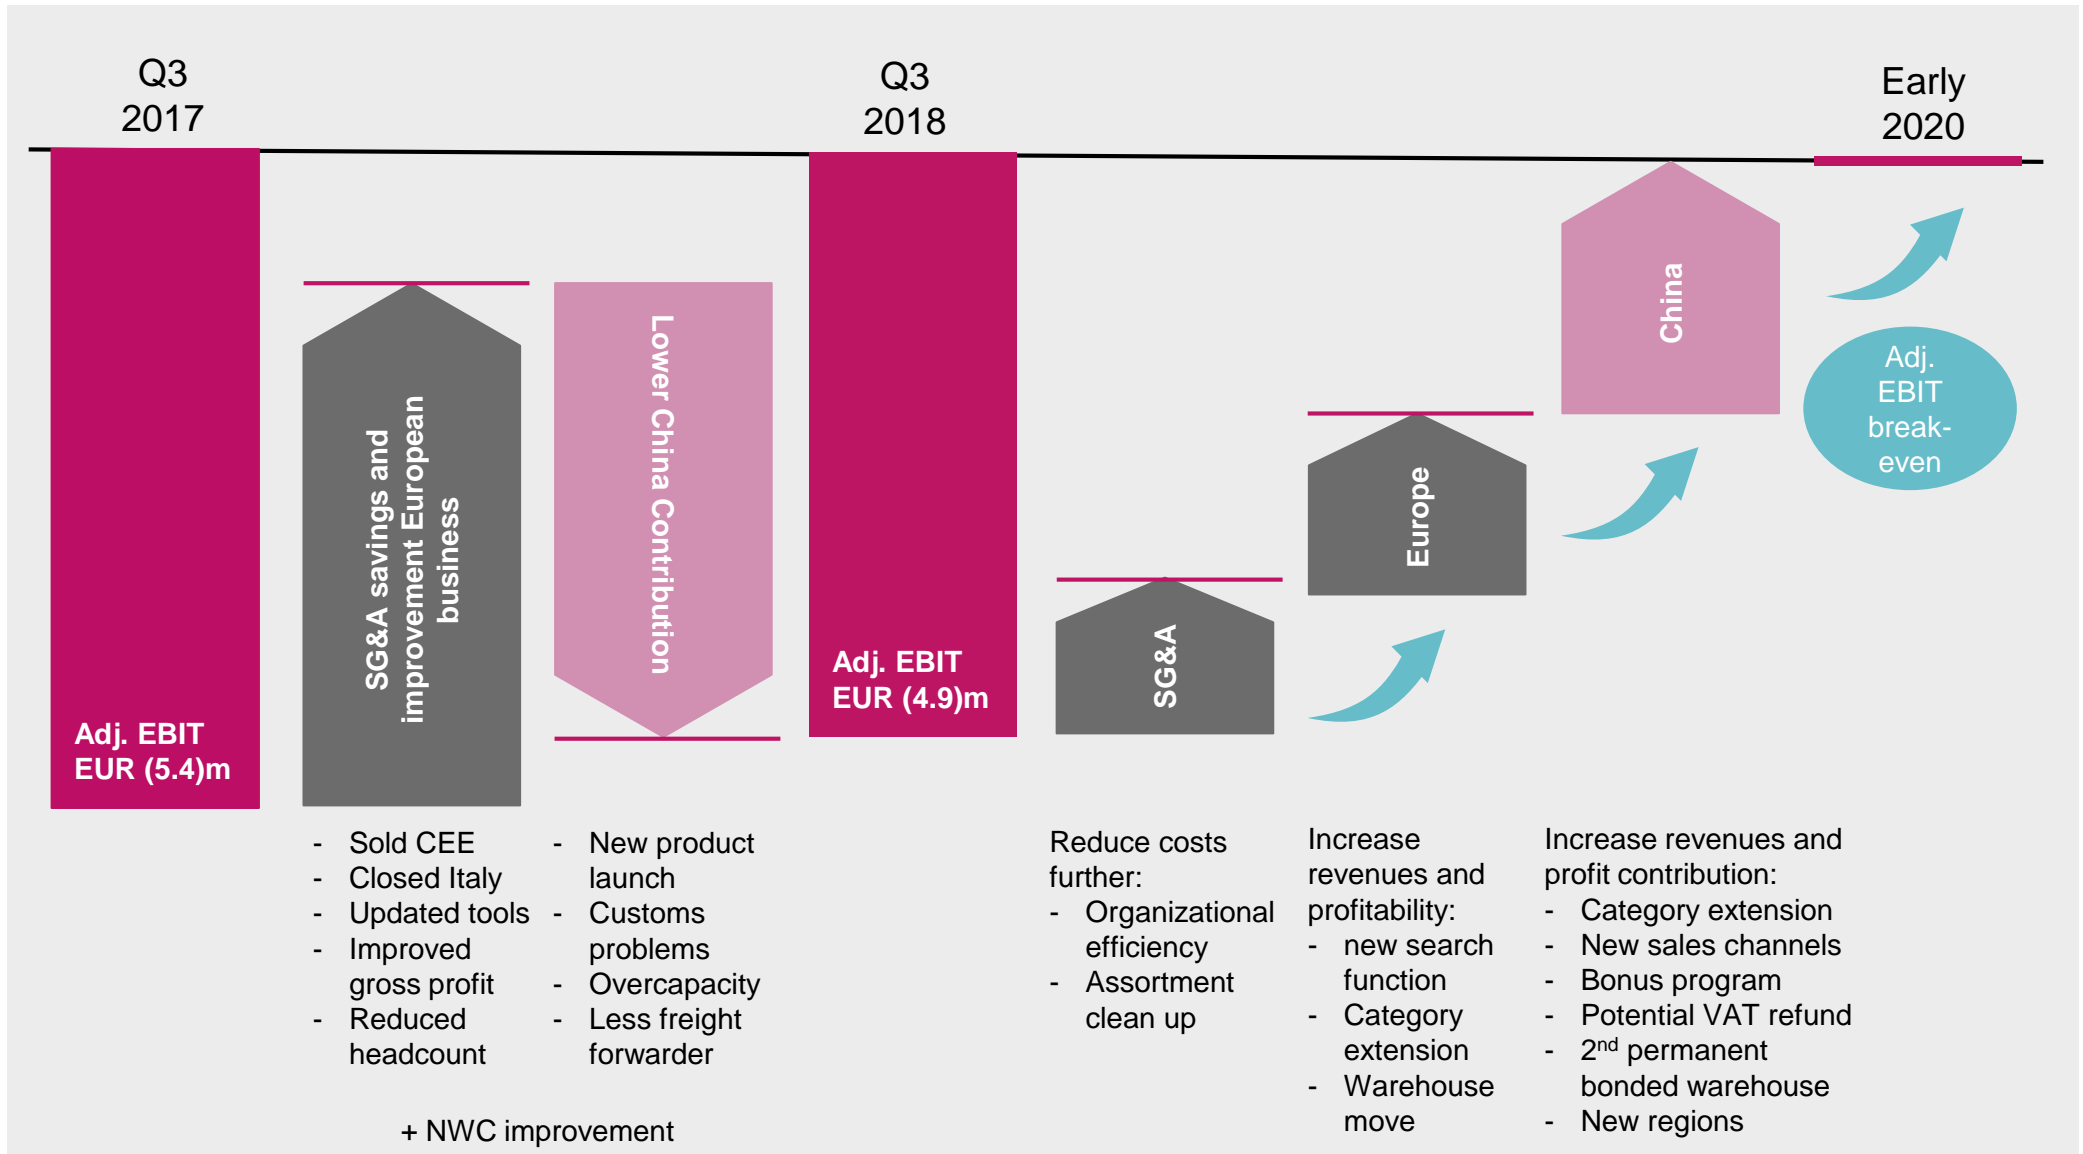 Q3
2017
Q3
2018
Early
2020
Adj. EBIT
EUR (5.4)m
SG&A savings and
improvement European
business
Lower China Contribution
Adj. EBIT
EUR (4.9)m
SG&A
Europe
China
Adj.
EBIT
break-
even
- Sold CEE
- Closed Italy
- Updated tools
- Improved
gross profit
- Reduced
headcount
- New product
launch
- Customs
problems
- Overcapacity
- Less freight
forwarder
+ NWC improvement
Reduce costs
further:
- Organizational
efficiency
- Assortment
clean up
Increase
revenues and
profitability:
- new search
function
- Category
extension
- Warehouse
move
Increase revenues and
profit contribution:
- Category extension
- New sales channels
- Bonus program
- Potential VAT refund
- 2nd permanent
bonded warehouse
- New regions